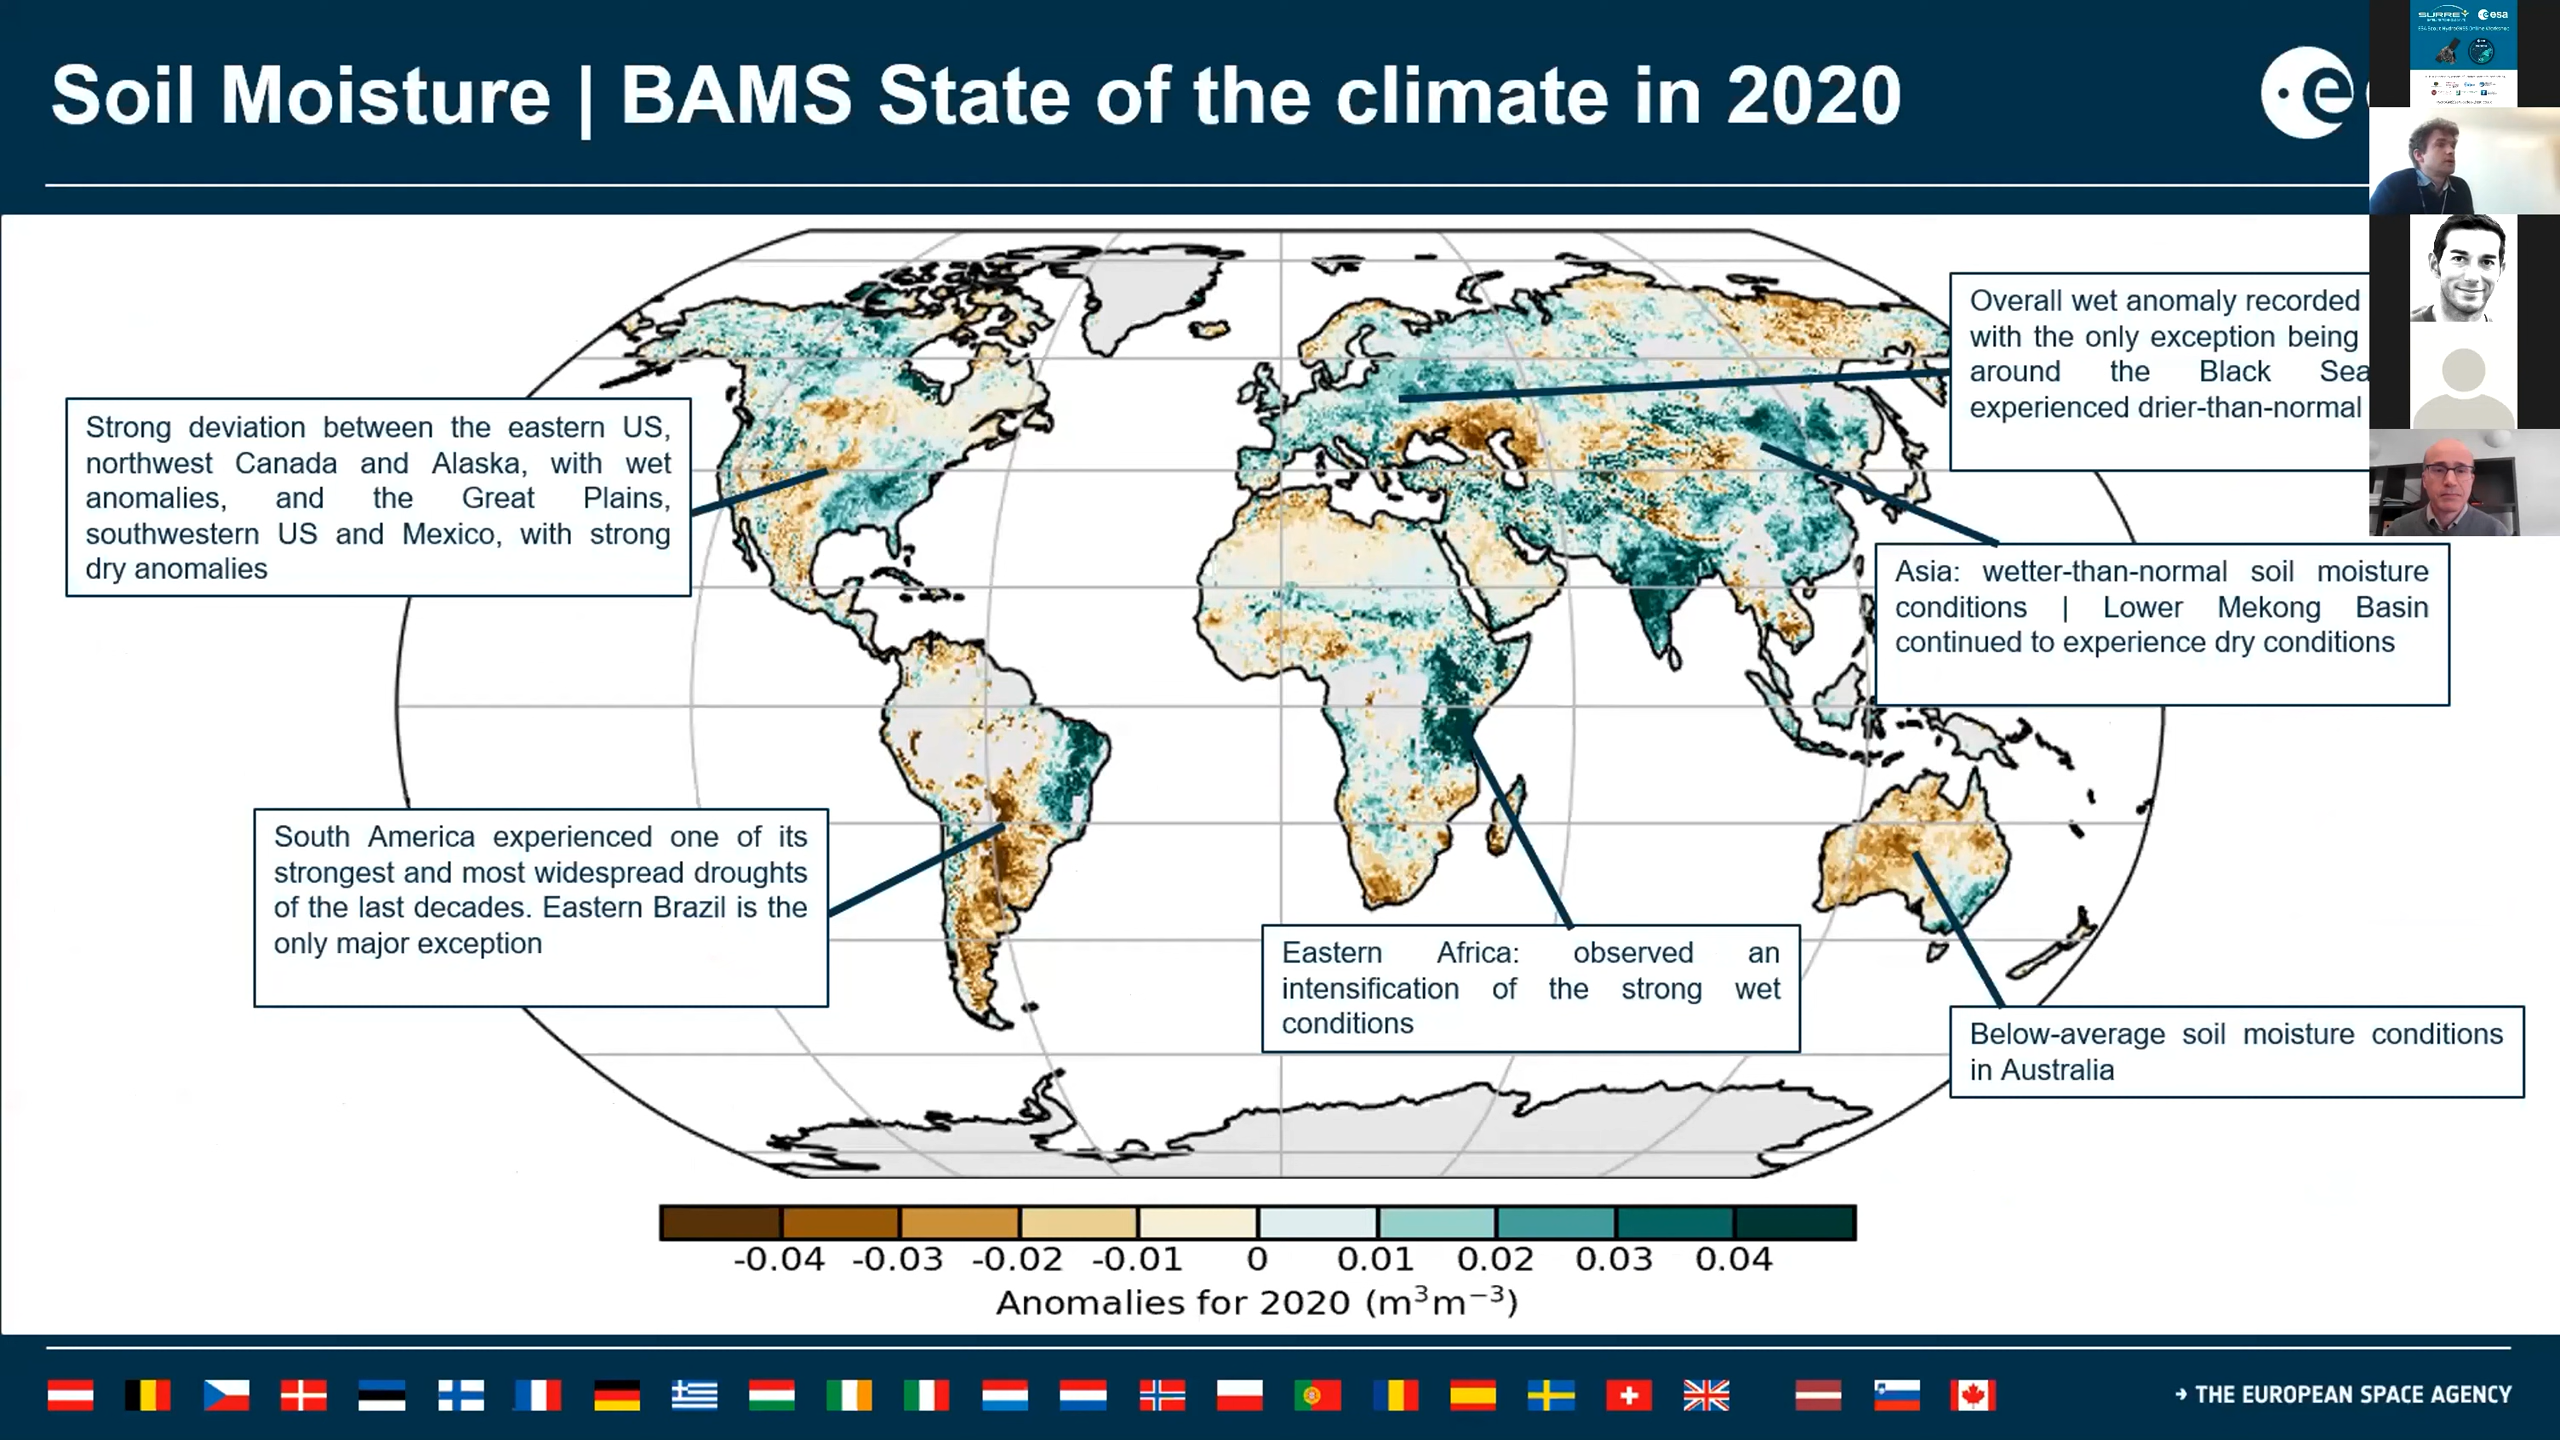 Soil Moisture | BAMS State of the climate in 2020
esa
Overall wet anomaly recorded
with the only exception being
around the Black Sea
experienced drier-than-normal
Strong deviation between the eastern US,
northwest Canada and Alaska, with wet
anomalies, and the Great Plains,
southwestern US and Mexico, with strong
dry anomalies
Asia: wetter-than-normal soil moisture
conditions | Lower Mekong Basin
continued to experience dry conditions
South America experienced one of its
strongest and most widespread droughts
of the last decades. Eastern Brazil is the
only major exception
Eastern Africa: observed an
intensification of the strong wet
conditions
Below-average soil moisture conditions
in Australia
-0.04 -0.03 -0.02 -0.01 0 0.01 0.02 0.03 0.04
Anomalies for 2020 (m³m⁻³)
→ THE EUROPEAN SPACE AGENCY